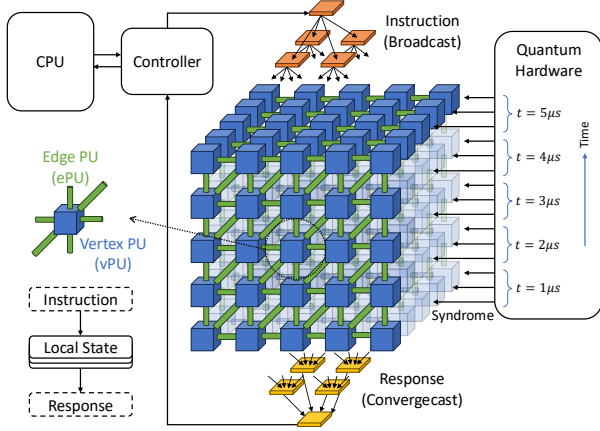 CPU
Controller
Instruction
(Broadcast)
Quantum
Hardware
t = 5μs
t = 4μs
t = 3μs
t = 2μs
t = 1μs
Time
Edge PU
(ePU)
Vertex PU
(vPU)
Instruction
Local State
Response
Syndrome
Response
(Convergecast)